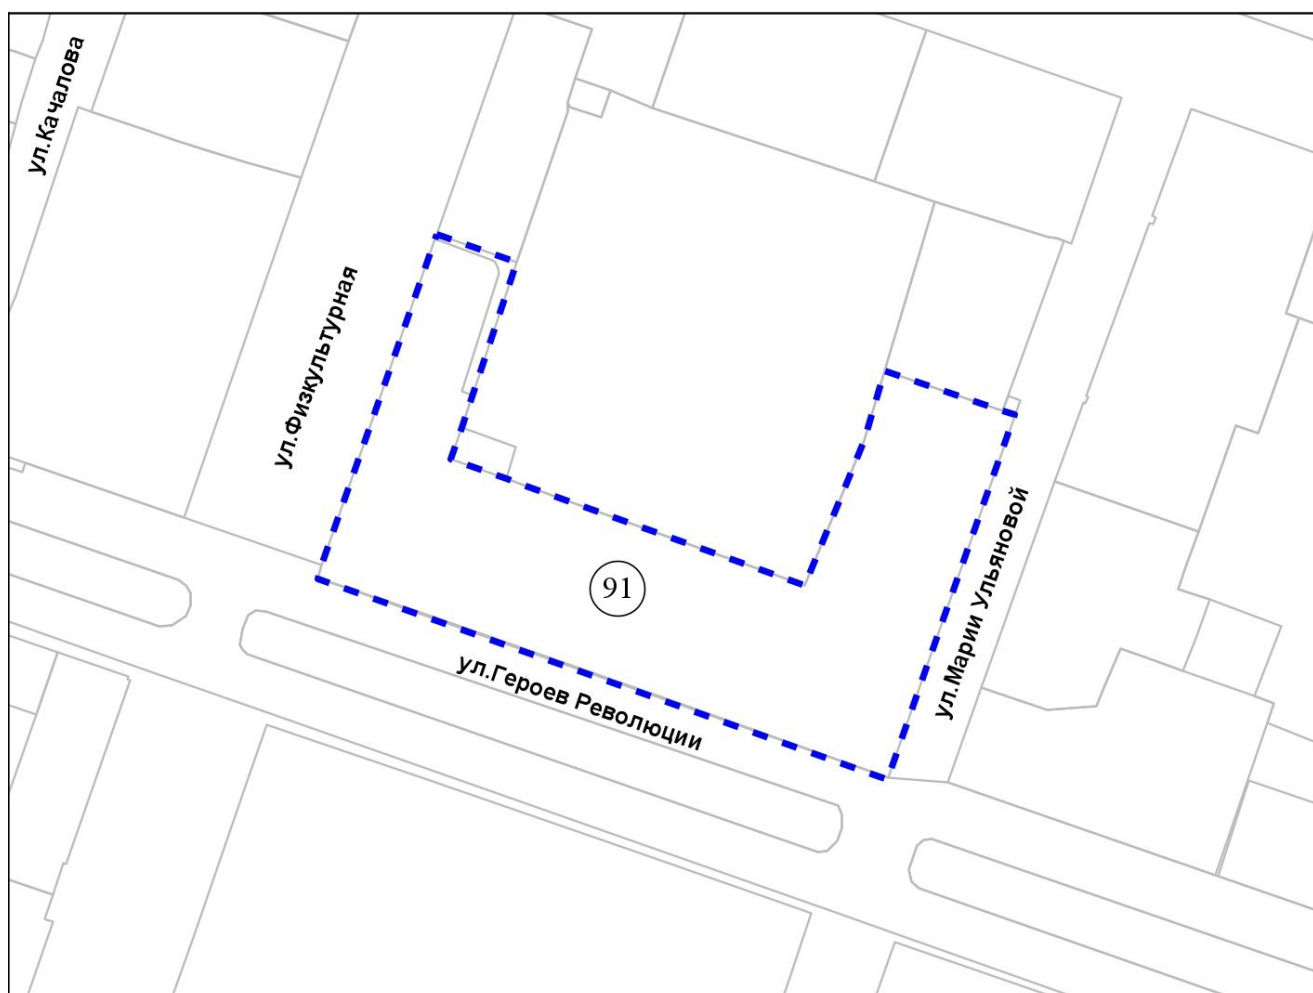 ул.Качалова
ул.Физкультурная
91
ул.Героев Революции
ул.Марии Ульяновой